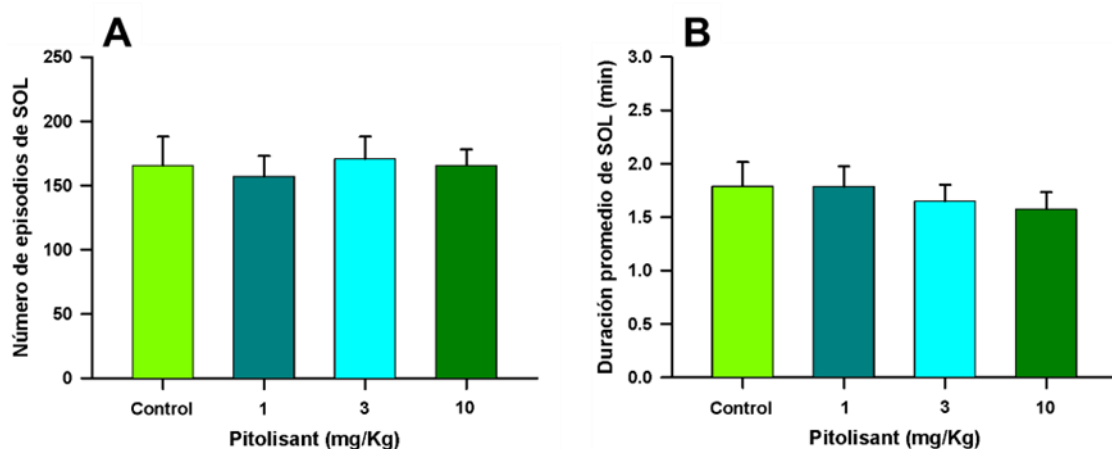 A
Número de episodios de SOL
250
200
150
100
50
0
Control 1 3 10
Pitolisant (mg/Kg)
B
Duración promedio de SOL (min)
3.0
2.5
2.0
1.5
1.0
0.5
0.0
Control 1 3 10
Pitolisant (mg/Kg)